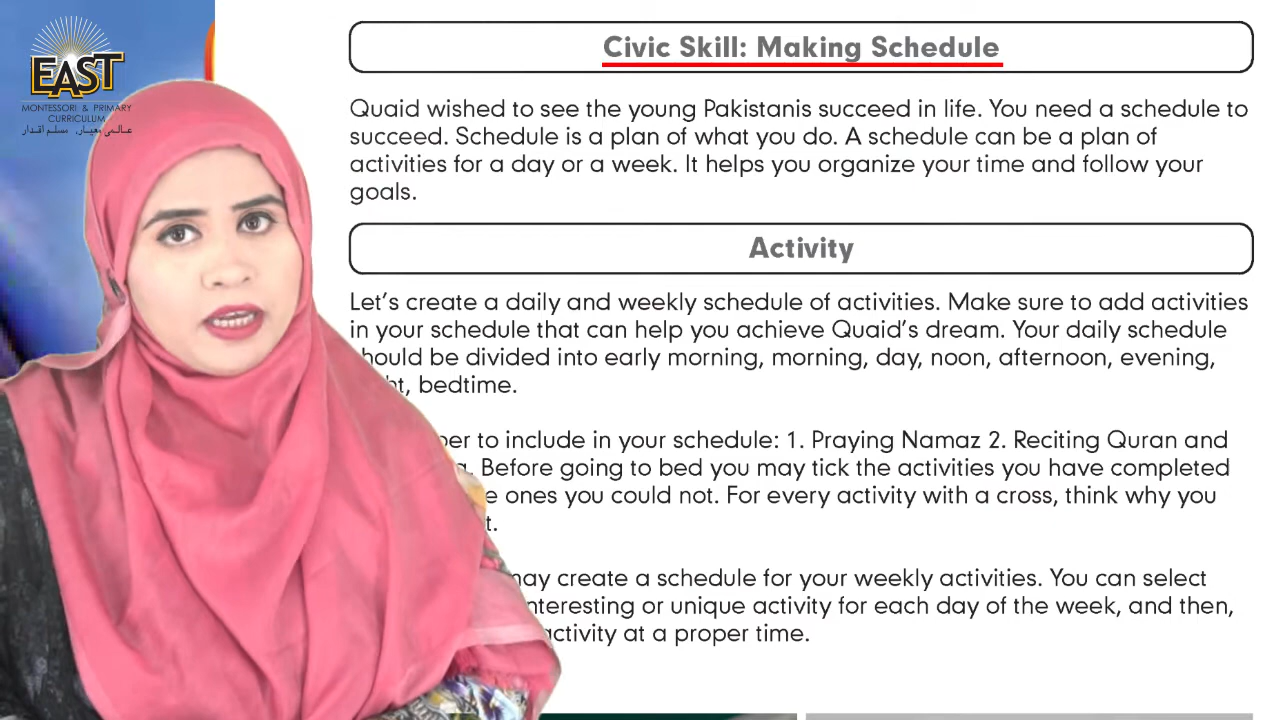 EAST
MONTESSORI & PRIMARY
CURRICULUM
عالمی معیار، مسلم اقدار
Civic Skill: Making Schedule
Quaid wished to see the young Pakistanis succeed in life. You need a schedule to
succeed. Schedule is a plan of what you do. A schedule can be a plan of
activities for a day or a week. It helps you organize your time and follow your
goals.
Activity
Let's create a daily and weekly schedule of activities. Make sure to add activities
in your schedule that can help you achieve Quaid's dream. Your daily schedule
be divided into early morning, morning, day, noon, afternoon, evening,
bedtime.
to include in your schedule: 1. Praying Namaz 2. Reciting Quran and
Before going to bed you may tick the activities you have completed
ones you could not. For every activity with a cross, think why you
may create a schedule for your weekly activities. You can select
interesting or unique activity for each day of the week, and then,
activity at a proper time.